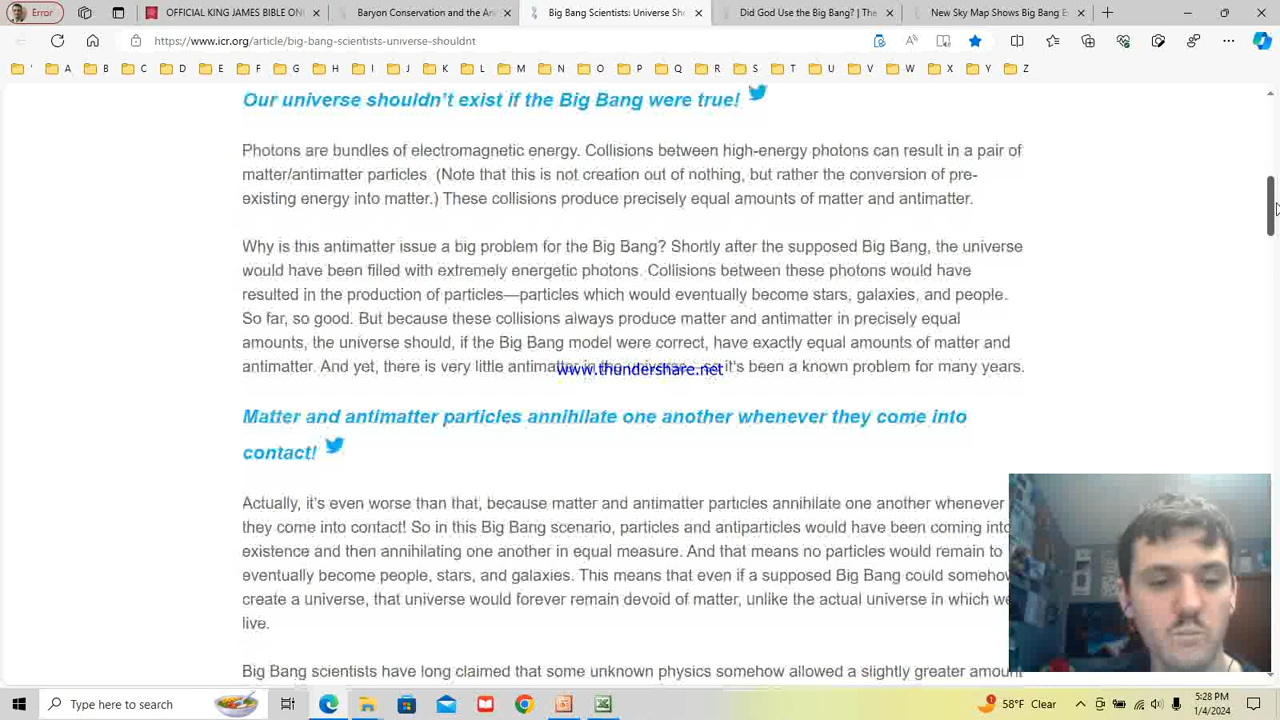 Error
OFFICIAL KING JAMES BIBLE ONI
Baryon Conservation and the An
Big Bang Scientists: Universe Sho
Did God Use the Big Bang? | The
New Sky Map Shows Big Bang E
https://www.icr.org/article/big-bang-scientists-universe-shouldnt
' A B C D E F G H I J K L M N O P Q R S T U V W X Y Z
Our universe shouldn't exist if the Big Bang were true!
Photons are bundles of electromagnetic energy. Collisions between high-energy photons can result in a pair of
matter/antimatter particles. (Note that this is not creation out of nothing, but rather the conversion of pre-
existing energy into matter.) These collisions produce precisely equal amounts of matter and antimatter.
Why is this antimatter issue a big problem for the Big Bang? Shortly after the supposed Big Bang, the universe
would have been filled with extremely energetic photons. Collisions between these photons would have
resulted in the production of particles—particles which would eventually become stars, galaxies, and people.
So far, so good. But because these collisions always produce matter and antimatter in precisely equal
amounts, the universe should, if the Big Bang model were correct, have exactly equal amounts of matter and
antimatter. And yet, there is very little antimatter in the universe—so it's been a known problem for many years.
www.thundershare.net
Matter and antimatter particles annihilate one another whenever they come into
contact!
Actually, it's even worse than that, because matter and antimatter particles annihilate one another whenever
they come into contact! So in this Big Bang scenario, particles and antiparticles would have been coming into
existence and then annihilating one another in equal measure. And that means no particles would remain to
eventually become people, stars, and galaxies. This means that even if a supposed Big Bang could somehow
create a universe, that universe would forever remain devoid of matter, unlike the actual universe in which we
live.
Big Bang scientists have long claimed that some unknown physics somehow allowed a slightly greater amount
Type here to search
1
58°F Clear
5:28 PM
1/4/2024